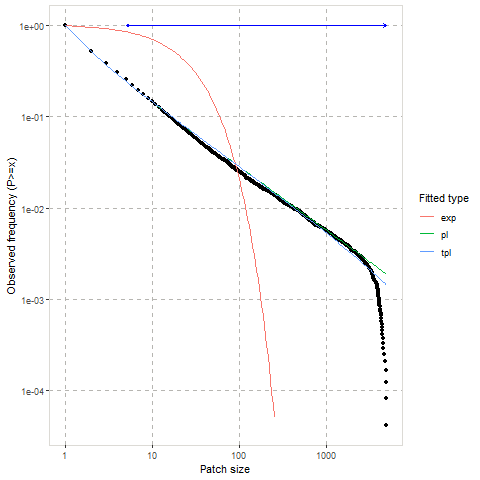 1e+00
1e-01
1e-02
1e-03
1e-04
Observed frequency (P>=x)
1
10
100
1000
Patch size
Fitted type
exp
pl
tpl